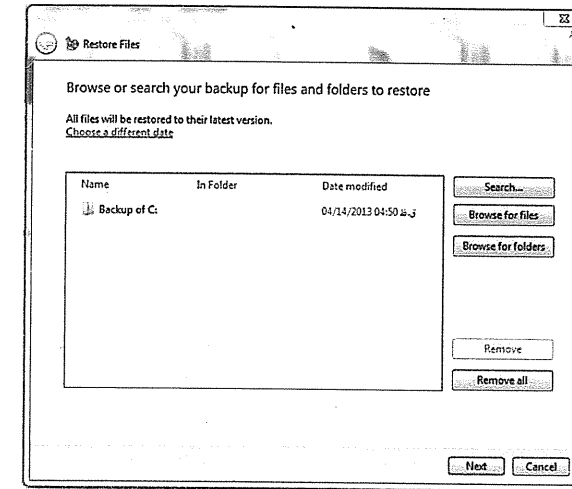 Restore Files
Browse or search your backup for files and folders to restore
All files will be restored to their latest version.
Choose a different date
Name In Folder Date modified Search...
Backup of C: 04/14/2013 04:50 ق.ظ Browse for files
Browse for folders
Remove
Remove all
Next Cancel